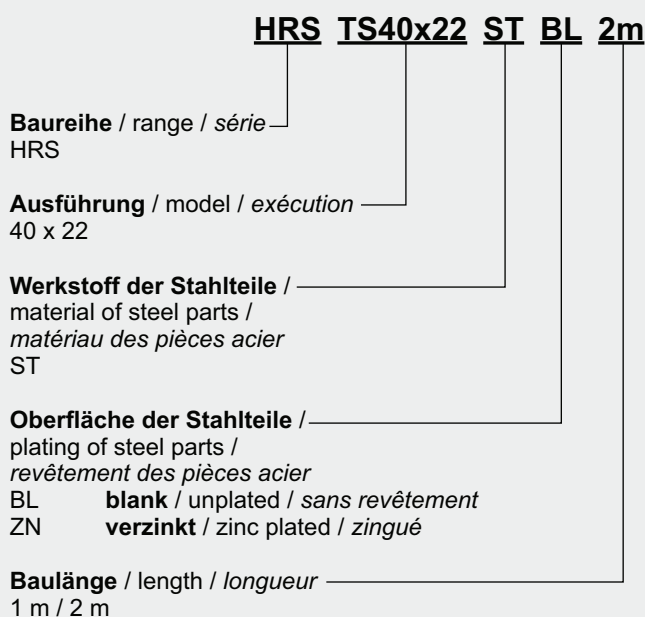 HRS TS40x22 ST BL 2m
Baureihe / range / série
HRS
Ausführung / model / exécution
40 x 22
Werkstoff der Stahlteile /
material of steel parts /
matériau des pièces acier
ST
Oberfläche der Stahlteile /
plating of steel parts /
revêtement des pièces acier
BL blank / unplated / sans revêtement
ZN verzinkt / zinc plated / zingué
Baulänge / length / longueur
1 m / 2 m